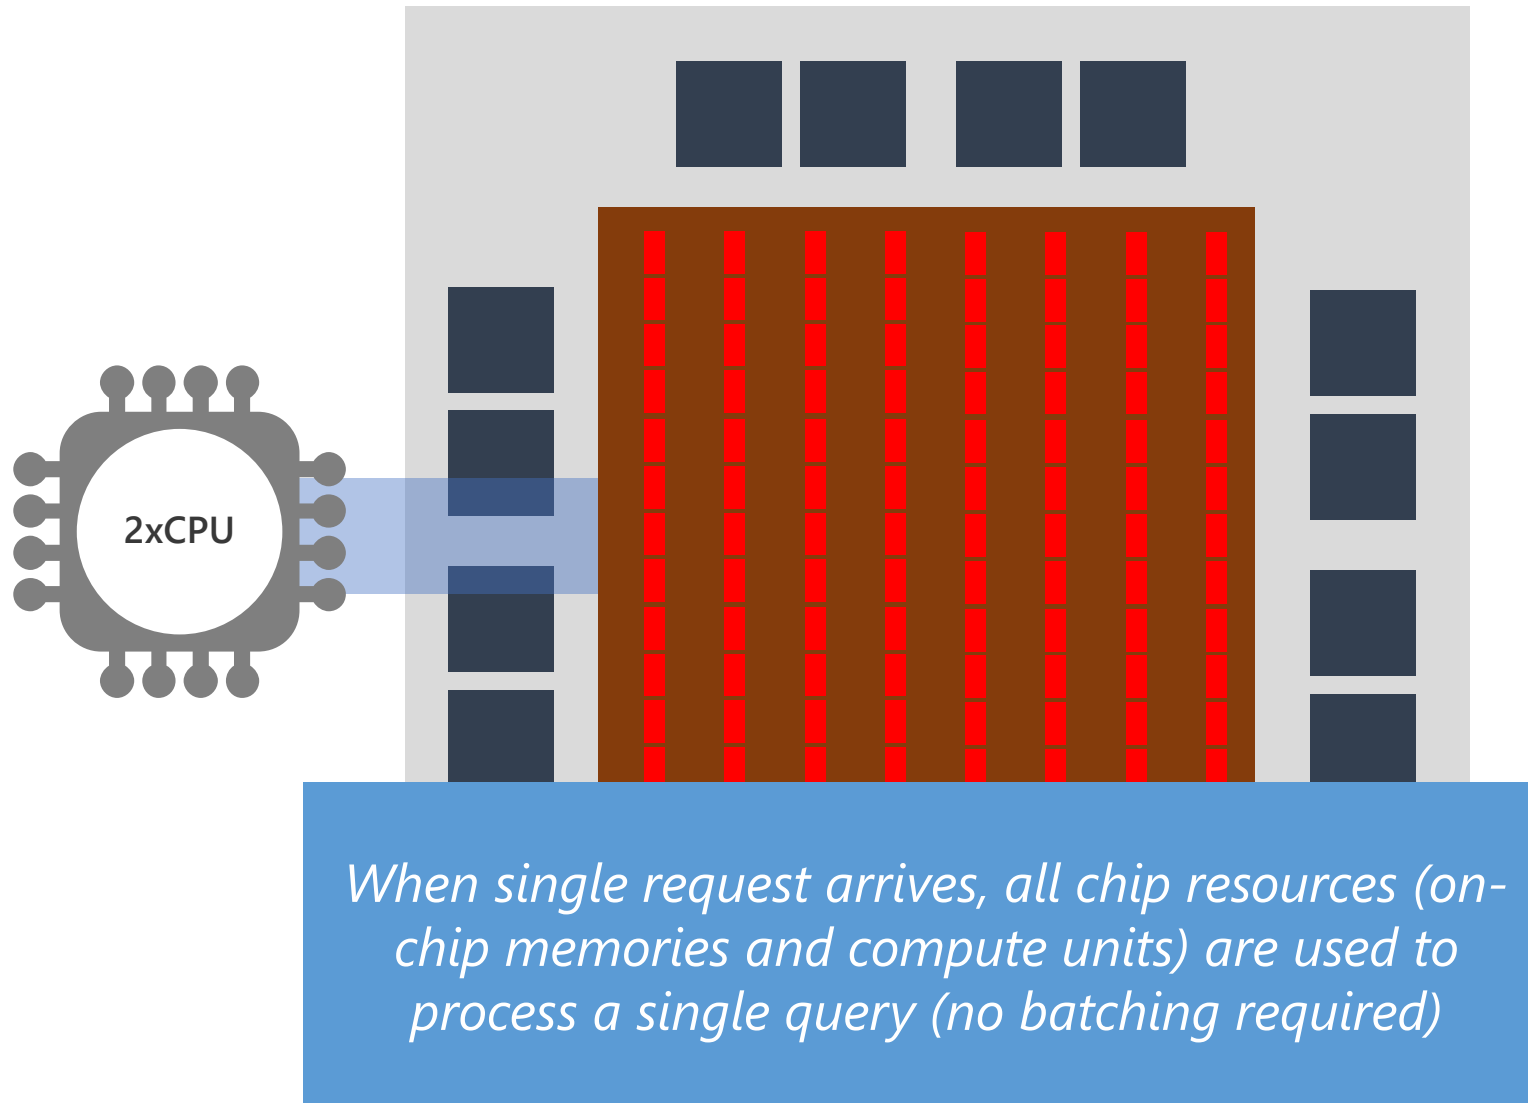 2xCPU
When single request arrives, all chip resources (on-
chip memories and compute units) are used to
process a single query (no batching required)